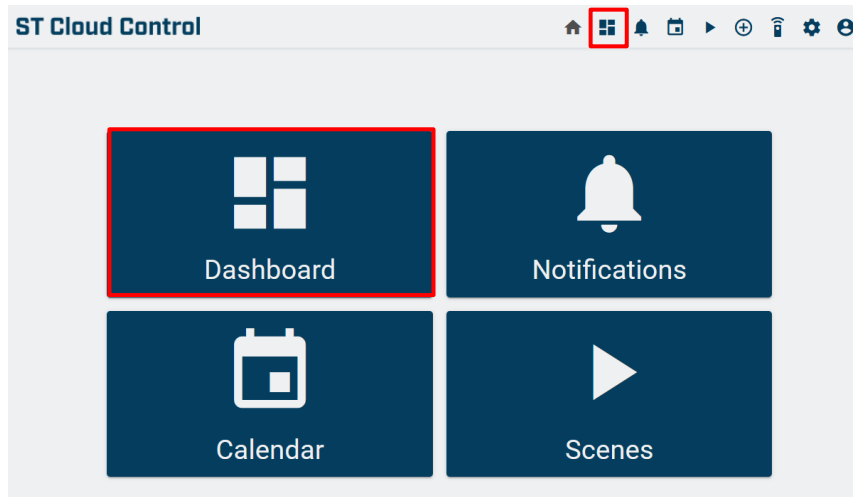 ST Cloud Control
Dashboard
Notifications
Calendar
Scenes